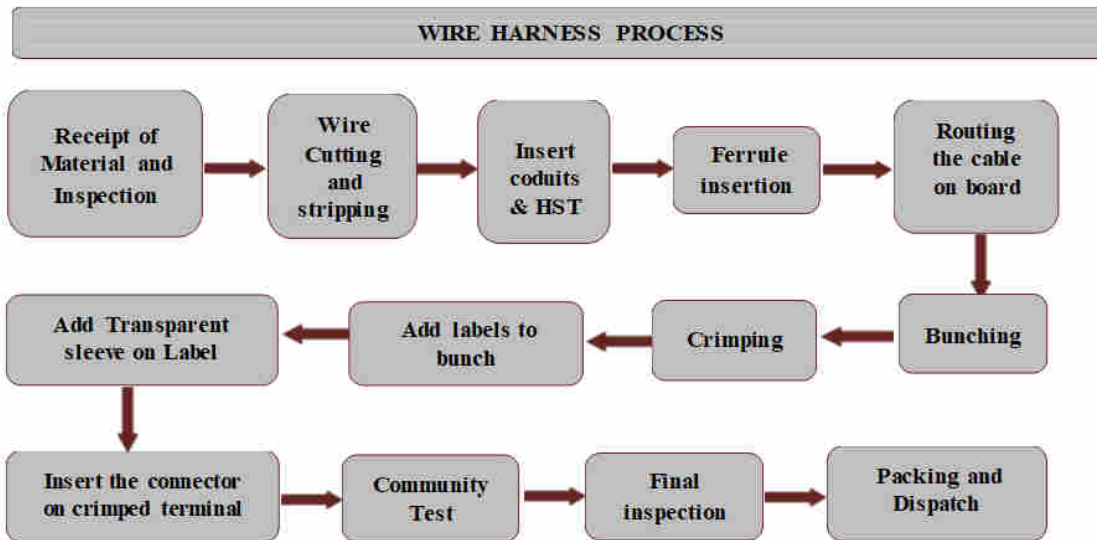 WIRE HARNESS PROCESS
Receipt of
Material and
Inspection
Wire
Cutting
and
stripping
Insert
coduits
& HST
Ferrule
insertion
Routing
the cable
on board
Bunching
Crimping
Add labels to
bunch
Add Transparent
sleeve on Label
Insert the connector
on crimped terminal
Community
Test
Final
inspection
Packing and
Dispatch